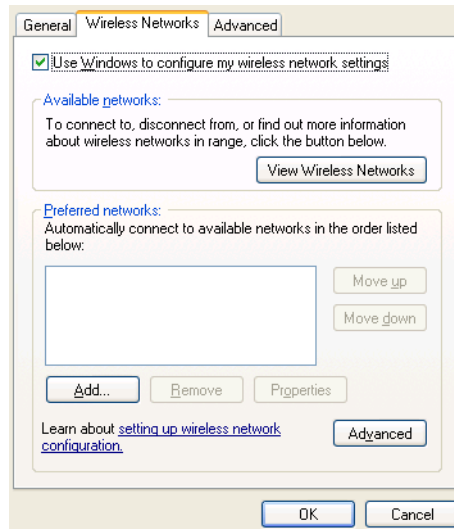 General Wireless Networks Advanced
Use Windows to configure my wireless network settings
Available networks:
To connect to, disconnect from, or find out more information
about wireless networks in range, click the button below.
View Wireless Networks
Preferred networks:
Automatically connect to available networks in the order listed
below:
Move up
Move down
Add... Remove Properties
Learn about setting up wireless network
configuration.
Advanced
OK Cancel